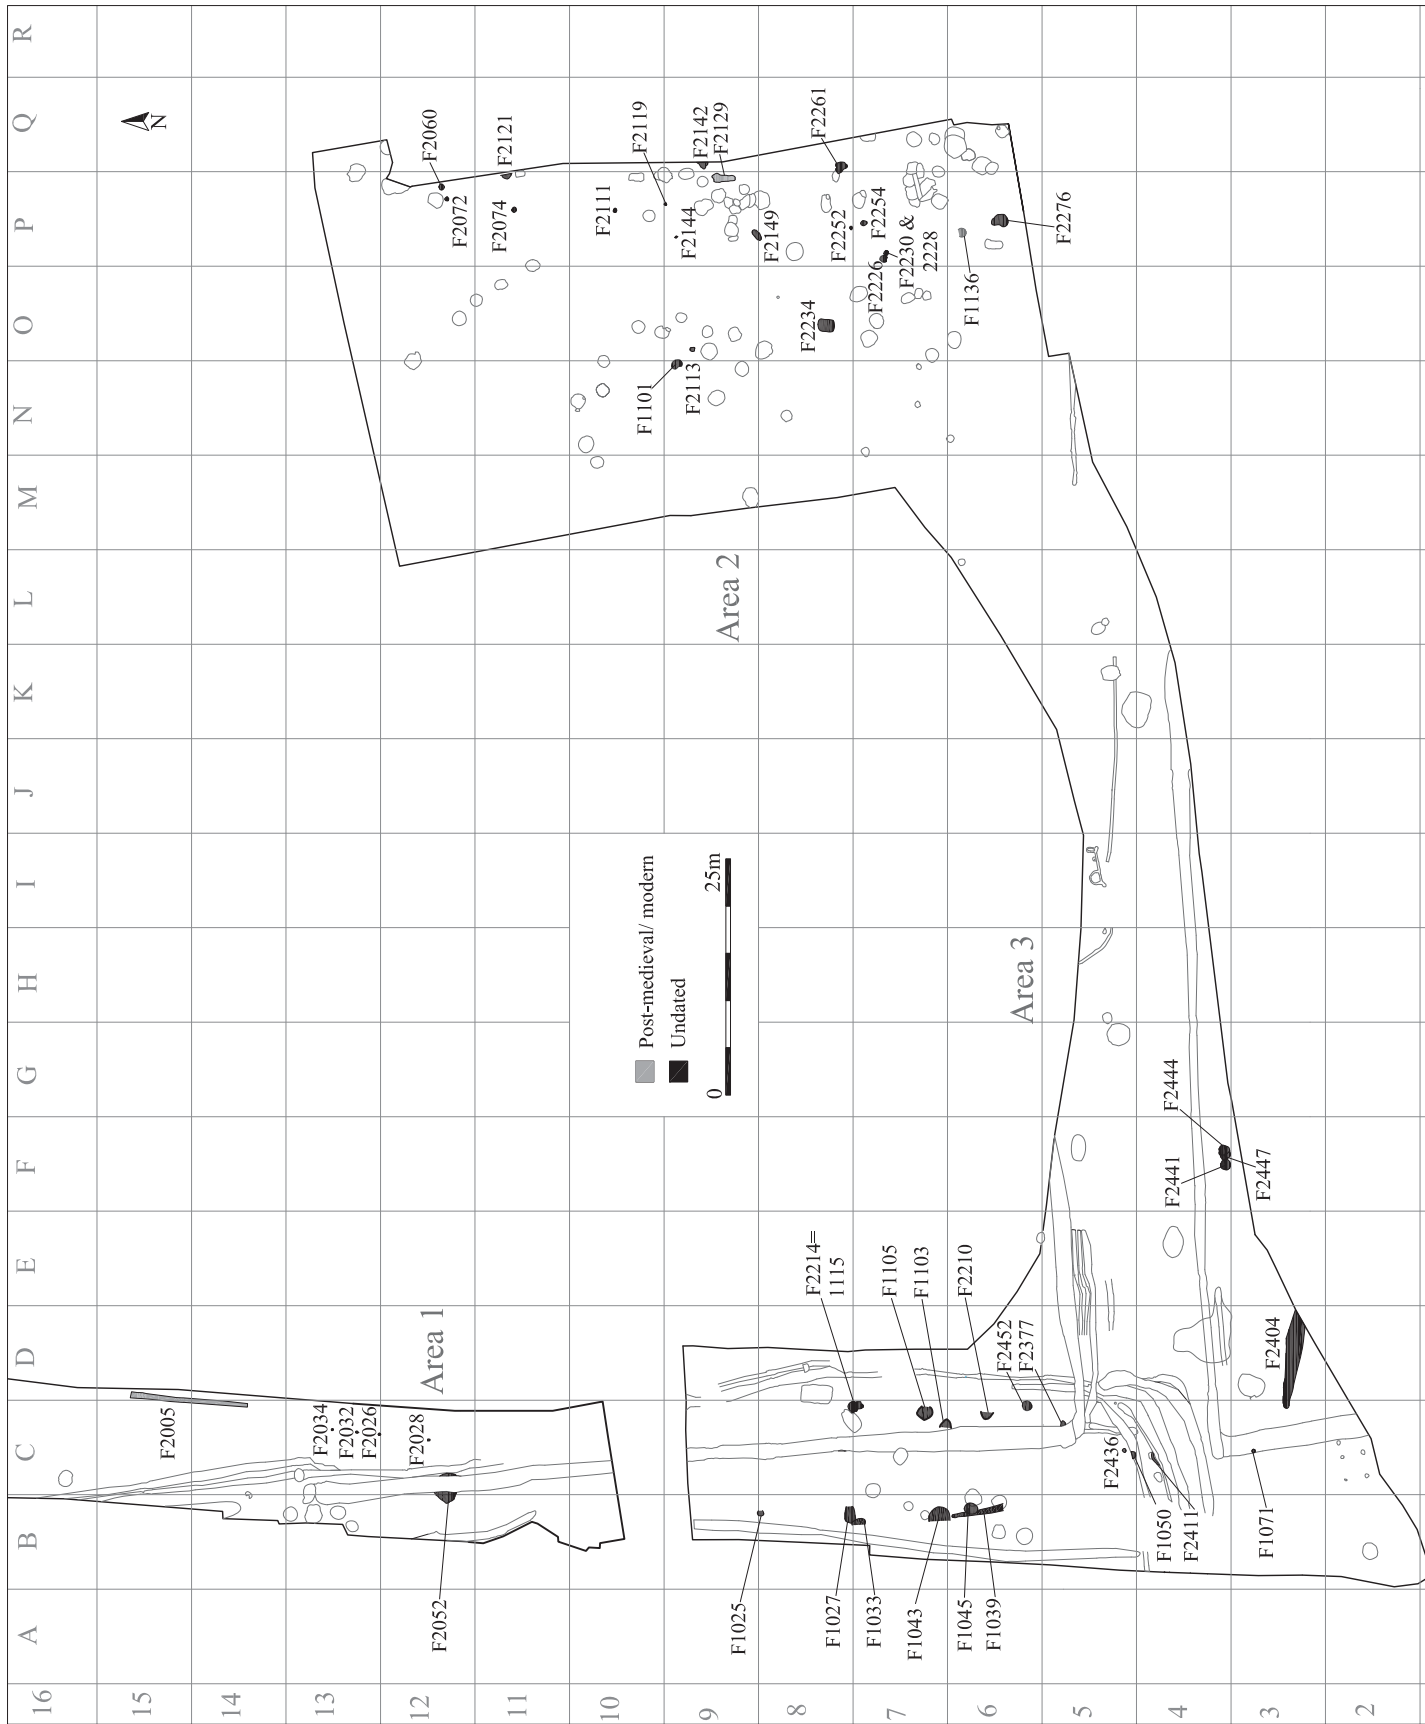 R
Q
P
O
N
M
L
K
J
I
H
G
F
E
D
C
B
A
16
15
14
13
12
11
10
9
8
7
6
5
4
3
2
N
F2060
F2072
F2121
F2074
F2111
F2119
F2144
F2142
F2129
F2149
F2261
F2252
F2254
F2226
F2230 &
2228
F1136
F2276
F2234
F1101
F2113
Area 2
Post-medieval/ modern
Undated
0
25m
Area 3
F2444
F2441
F2447
Area 1
F2005
F2034
F2032
F2026
F2028
F2052
F2214=
1115
F1105
F1103
F2210
F2452
F2377
F2404
F2436
F1050
F2411
F1071
F1025
F1027
F1033
F1043
F1045
F1039